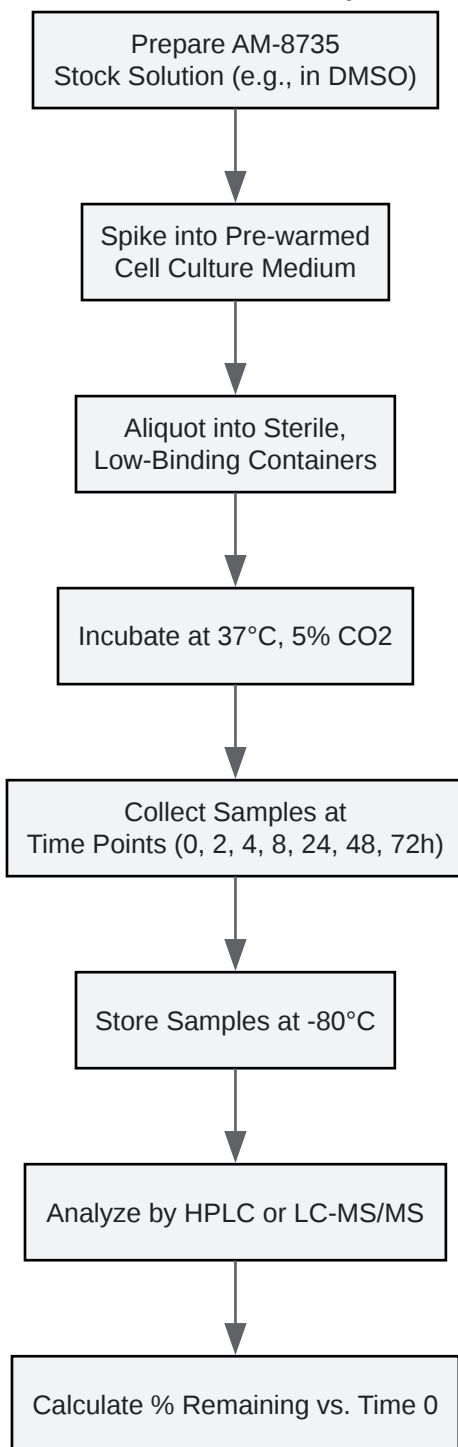 Prepare AM-8735
Stock Solution (e.g., in DMSO)
Spike into Pre-warmed
Cell Culture Medium
Aliquot into Sterile,
Low-Binding Containers
Incubate at 37°C, 5% CO2
Collect Samples at
Time Points (0, 2, 4, 8, 24, 48, 72h)
Store Samples at -80°C
Analyze by HPLC or LC-MS/MS
Calculate % Remaining vs. Time 0